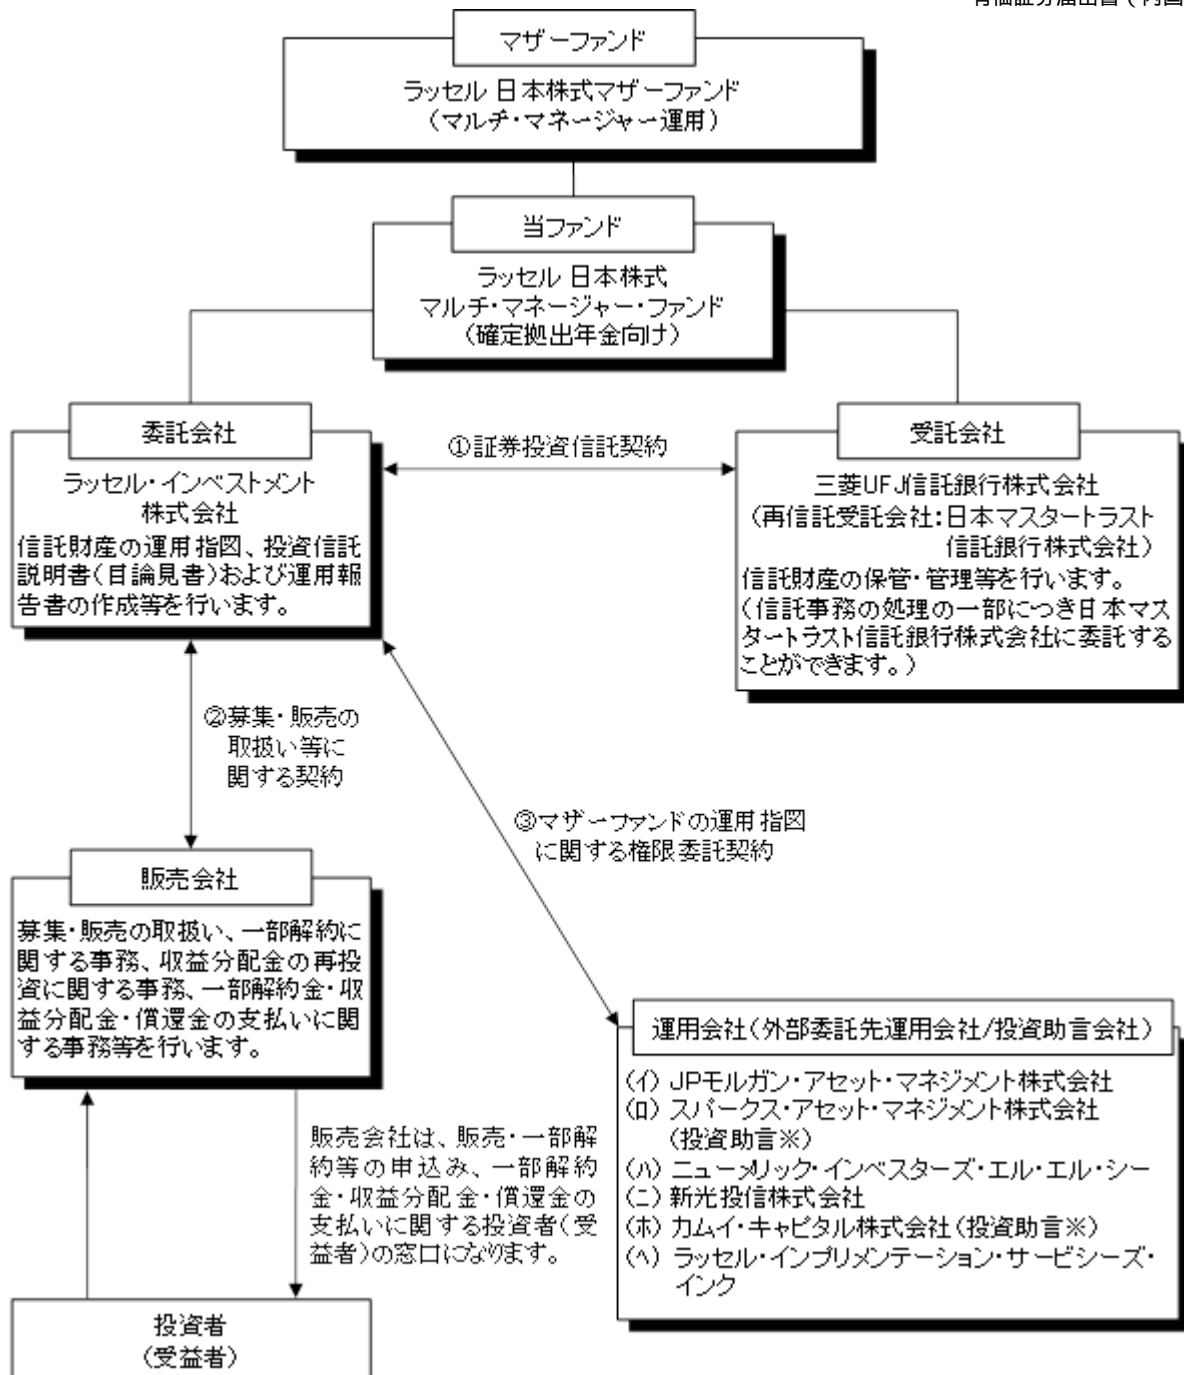 マザーファンド
ラッセル 日本株式マザーファンド
(マルチ・マネージャー運用)
当ファンド
ラッセル 日本株式
マルチ・マネージャー・ファンド
(確定拠出年金向け)
委託会社
ラッセル・インベストメント
株式会社
信託財産の運用指図、投資信託
説明書(目論見書)および運用報
告書の作成等を行います。
①証券投資信託契約
受託会社
三菱UFJ信託銀行株式会社
(再信託受託会社:日本マスタートラスト
信託銀行株式会社)
信託財産の保管・管理等を行います。
(信託事務の処理の一部につき日本マス
タートラスト信託銀行株式会社に委託する
ことができます。)
②募集・販売の
取扱い等に
関する契約
③マザーファンドの運用指図
に関する権限委託契約
販売会社
募集・販売の取扱い、一部解約に
関する事務、収益分配金の再投
資に関する事務、一部解約金・収
益分配金・償還金の支払いに関
する事務等を行います。
運用会社(外部委託先運用会社/投資助言会社)
(イ) JPモルガン・アセット・マネジメント株式会社
(ロ) スパークス・アセット・マネジメント株式会社
(投資助言※)
(ハ) ニューメリック・インベスターズ・エル・エル・シー
(ニ) 新光投信株式会社
(ホ) カムイ・キャピタル株式会社(投資助言※)
(ヘ) ラッセル・インプリメンテーション・サービシーズ・
インク
販売会社は、販売・一部解
約等の申込み、一部解約
金・収益分配金・償還金の
支払いに関する投資者(受
益者)の窓口になります。
投資者
(受益者)